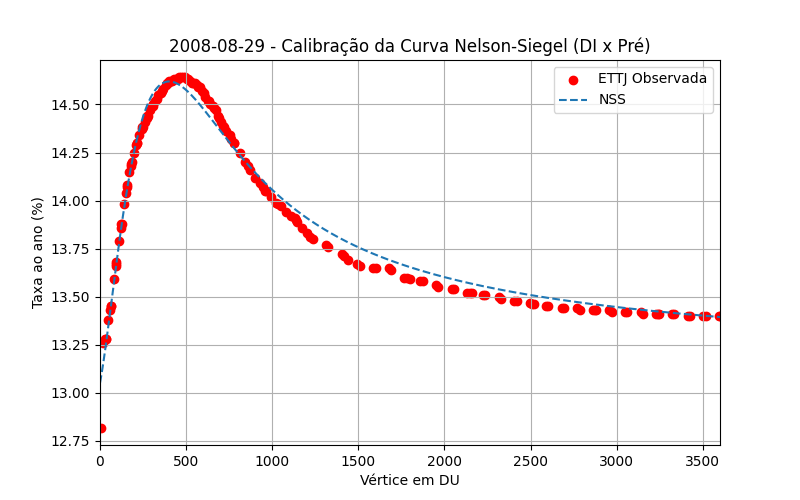 2008-08-29 - Calibração da Curva Nelson-Siegel (DI x Pré)
ETTJ Observada
NSS
Taxa ao ano (%)
14.50
14.25
14.00
13.75
13.50
13.25
13.00
12.75
0 500 1000 1500 2000 2500 3000 3500
Vértice em DU